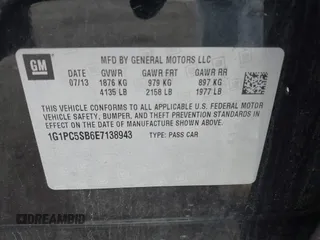 GM
MFD BY GENERAL MOTORS LLC
DATE GVWR GAWR FRT GAWR RR
07/13 1876 KG 979 KG 897 KG
4135 LB 2158 LB 1977 LB
THIS VEHICLE CONFORMS TO ALL APPLICABLE U.S. FEDERAL MOTOR
VEHICLE SAFETY, BUMPER, AND THEFT PREVENTION STANDARDS IN
EFFECT ON THE DATE OF MANUFACTURE SHOWN ABOVE.
1G1PC5SB6E7138943 TYPE: PASS CAR
1DREAMBID